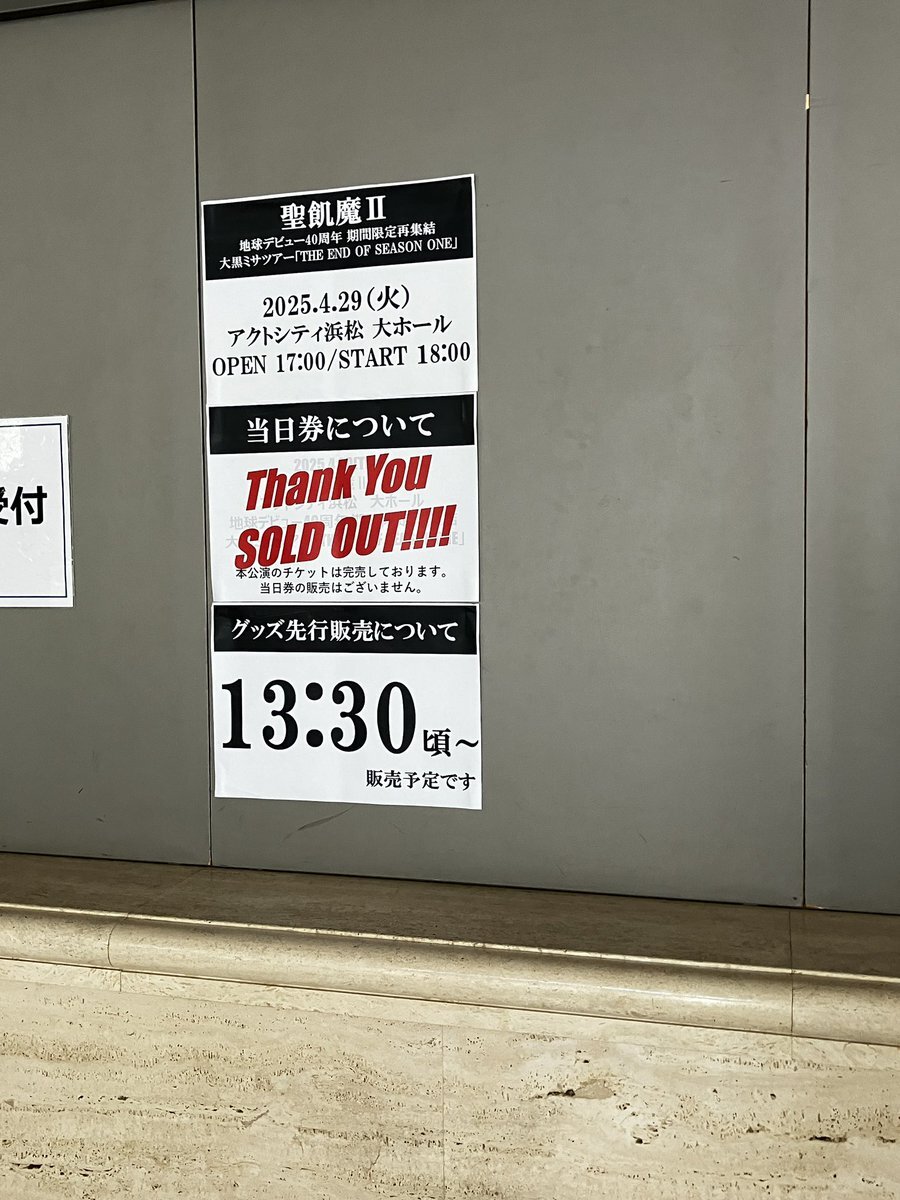 聖飢魔Ⅱ
地球デビュー40周年 期間限定再集結
大黒ミサツアー「THE END OF SEASON ONE」
2025.4.29(火)
アクトシティ浜松 大ホール
OPEN 17:00/START 18:00
当日券について
Thank You
SOLD OUT!!!!
本公演のチケットは完売しております。
当日券の販売はございません。
グッズ先行販売について
13:30頃~
販売予定です
受付